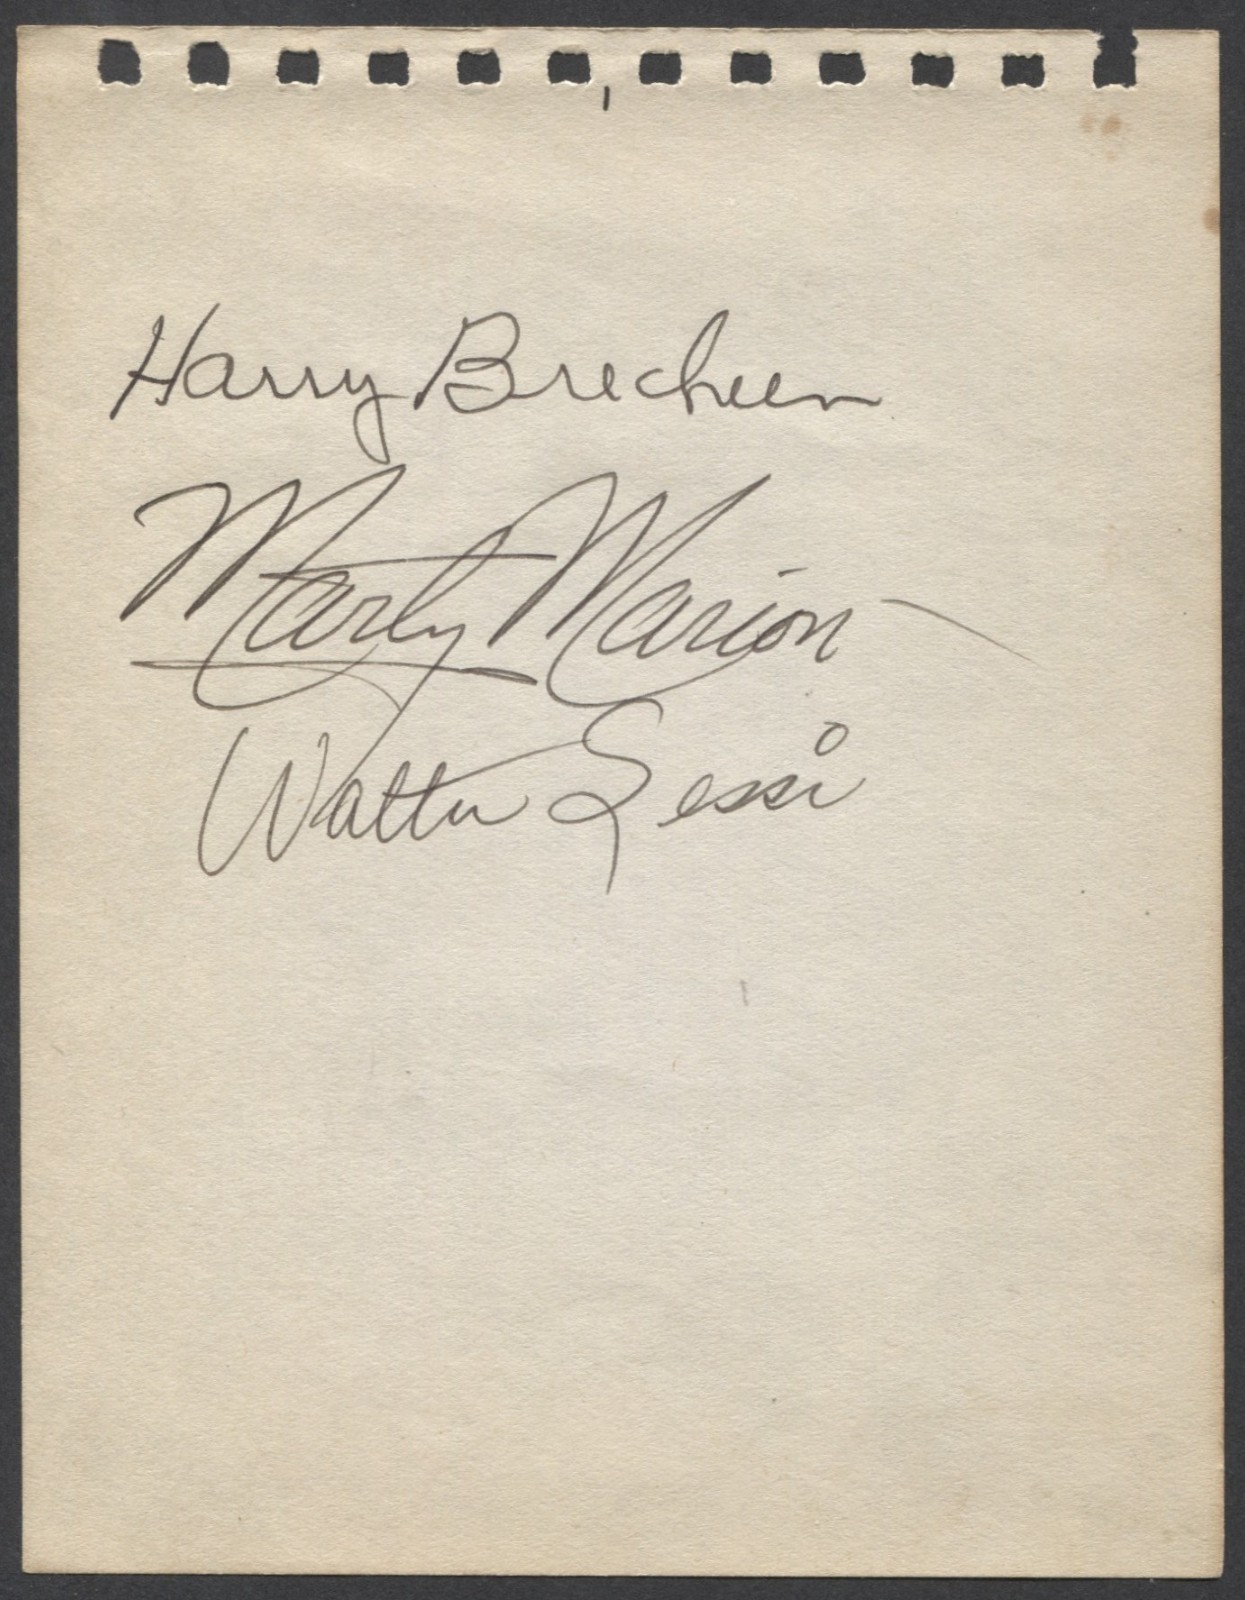 Harry Brecheen
Marty Marion
Walter Sessi